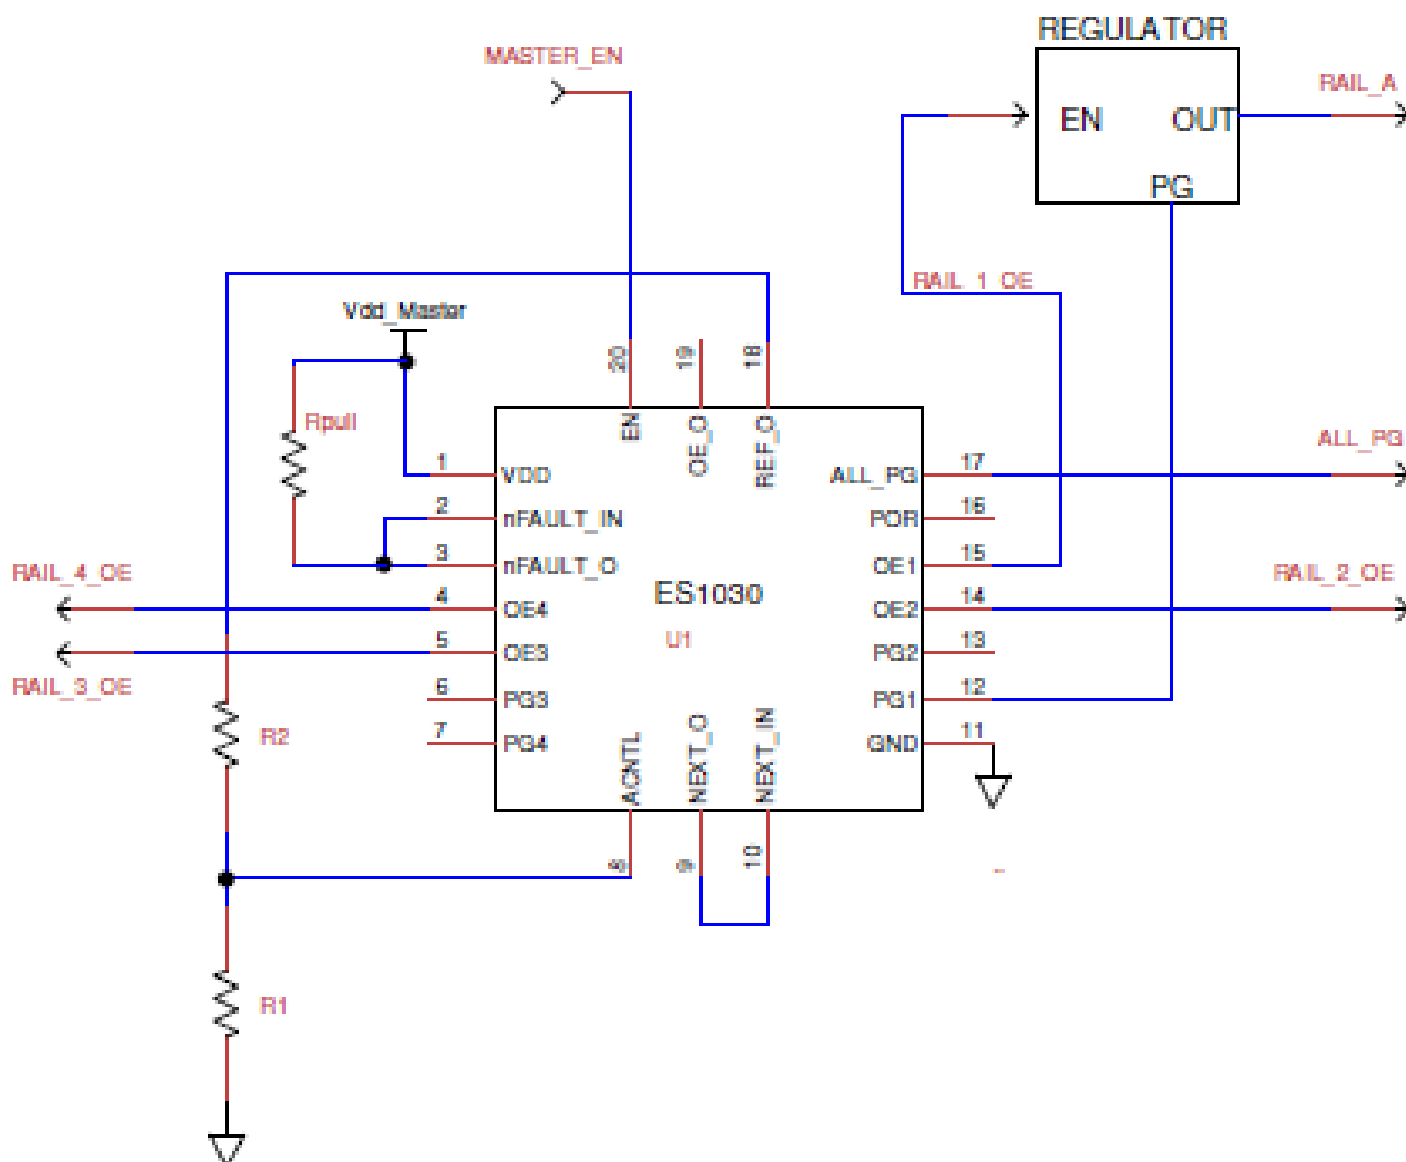 REGULATOR
MASTER_EN
RAIL_A
EN OUT
PG
RAIL_1_OE
Vdd_Master
20 19 18
Rpull
EN OE_O REF_O
ALL_PG
1 VDD ALL_PG 17
2 nFAULT_IN POR 16
3 nFAULT_O OE1 15
RAIL_4_OE
ES1030
RAIL_2_OE
4 OE4 OE2 14
U1
5 OE3 PG2 13
RAIL_3_OE
6 PG3 PG1 12
R2
7 PG4 GND 11
ACNTL NEXT_O NEXT_IN
8 9 10
R1